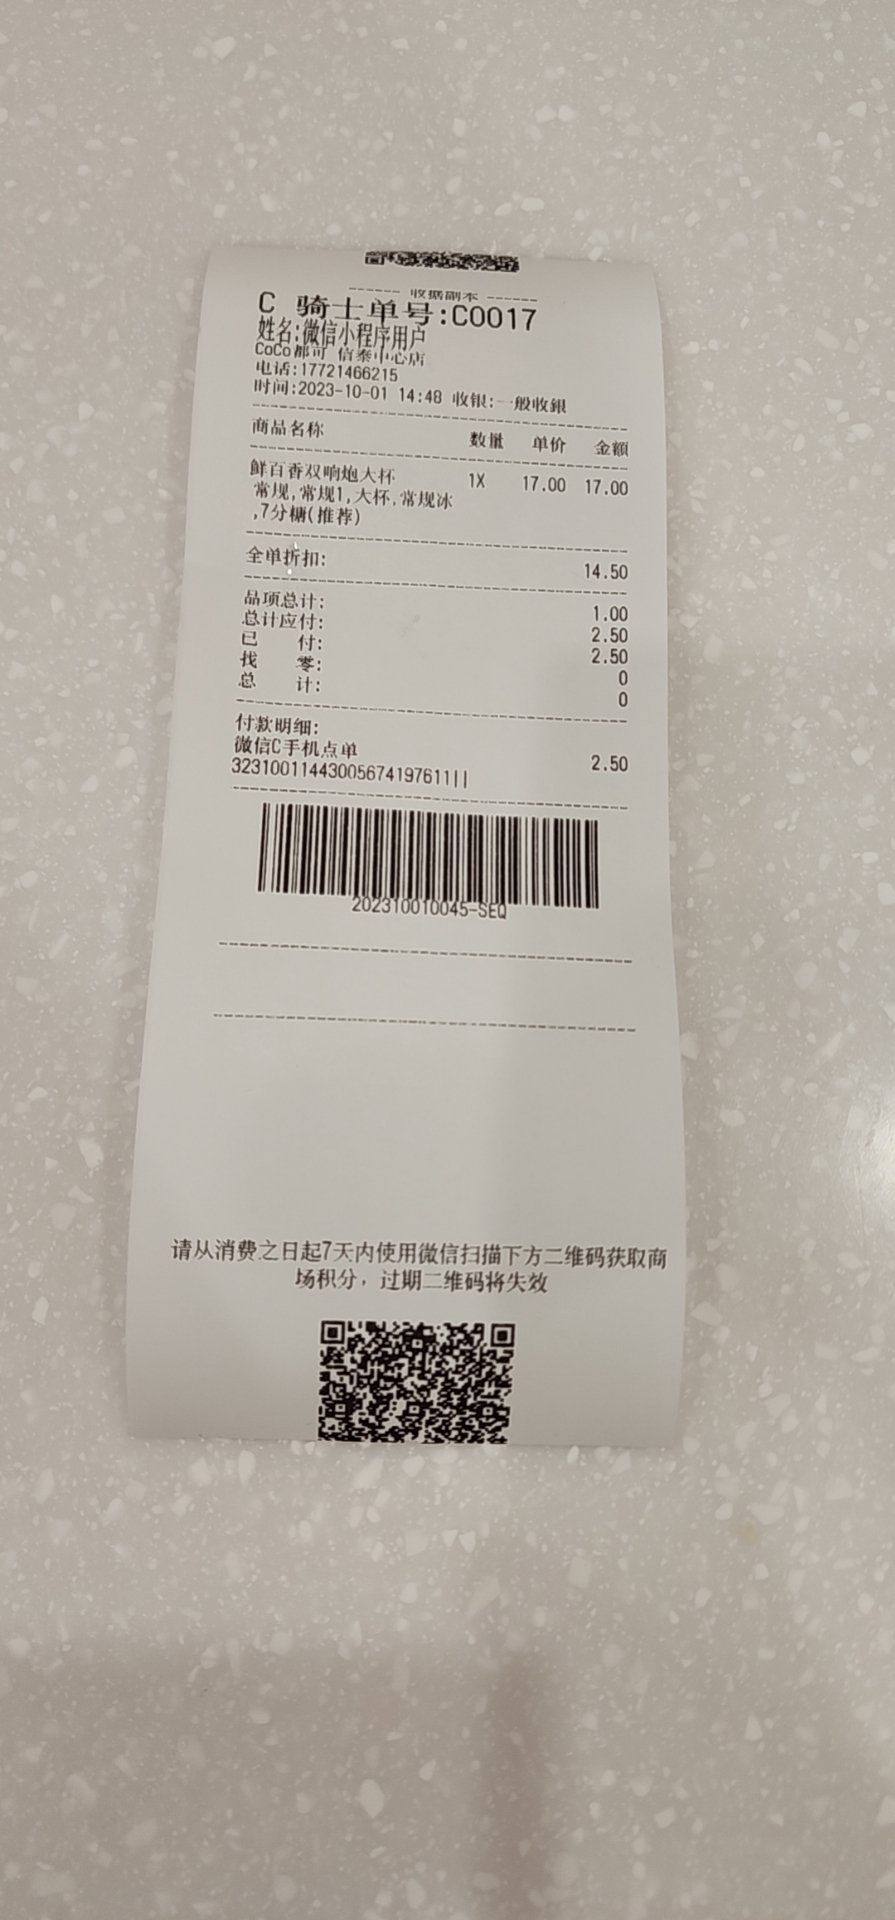 ------ 收据副本 ------
C 骑士单号:C0017
姓名:微信小程序用户
CoCo都可 信泰中心店
电话:17721466215
时间:2023-10-01 14:48 收银:一般收銀
商品名称 数量 单价 金额
鲜百香双响炮大杯 1X 17.00 17.00
常规,常规1,大杯,常规冰
,7分糖(推荐)
全单折扣: 14.50
品项总计: 1.00
总计应付: 2.50
已 付: 2.50
找 零: 0
总 计: 0
付款明细:
微信C手机点单 2.50
323100114430056741976​11||
202310010045-SEQ
请从消费之日起7天内使用微信扫描下方二维码获取商
场积分，过期二维码将失效